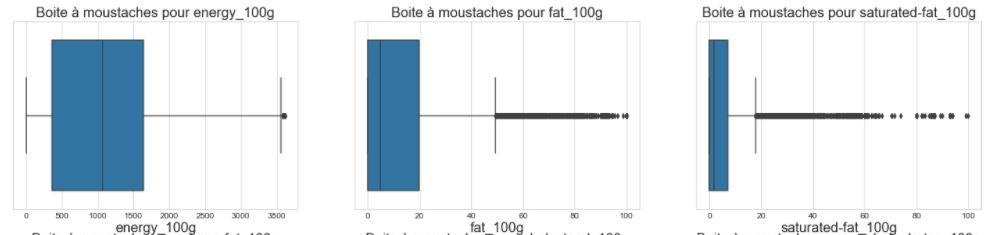 Boite à moustaches pour energy_100g
Boite à moustaches pour fat_100g
Boite à moustaches pour saturated-fat_100g
0 500 1000 1500 2000 2500 3000 3500
0 20 40 60 80 100
0 20 40 60 80 100
energy_100g
fat_100g
saturated-fat_100g